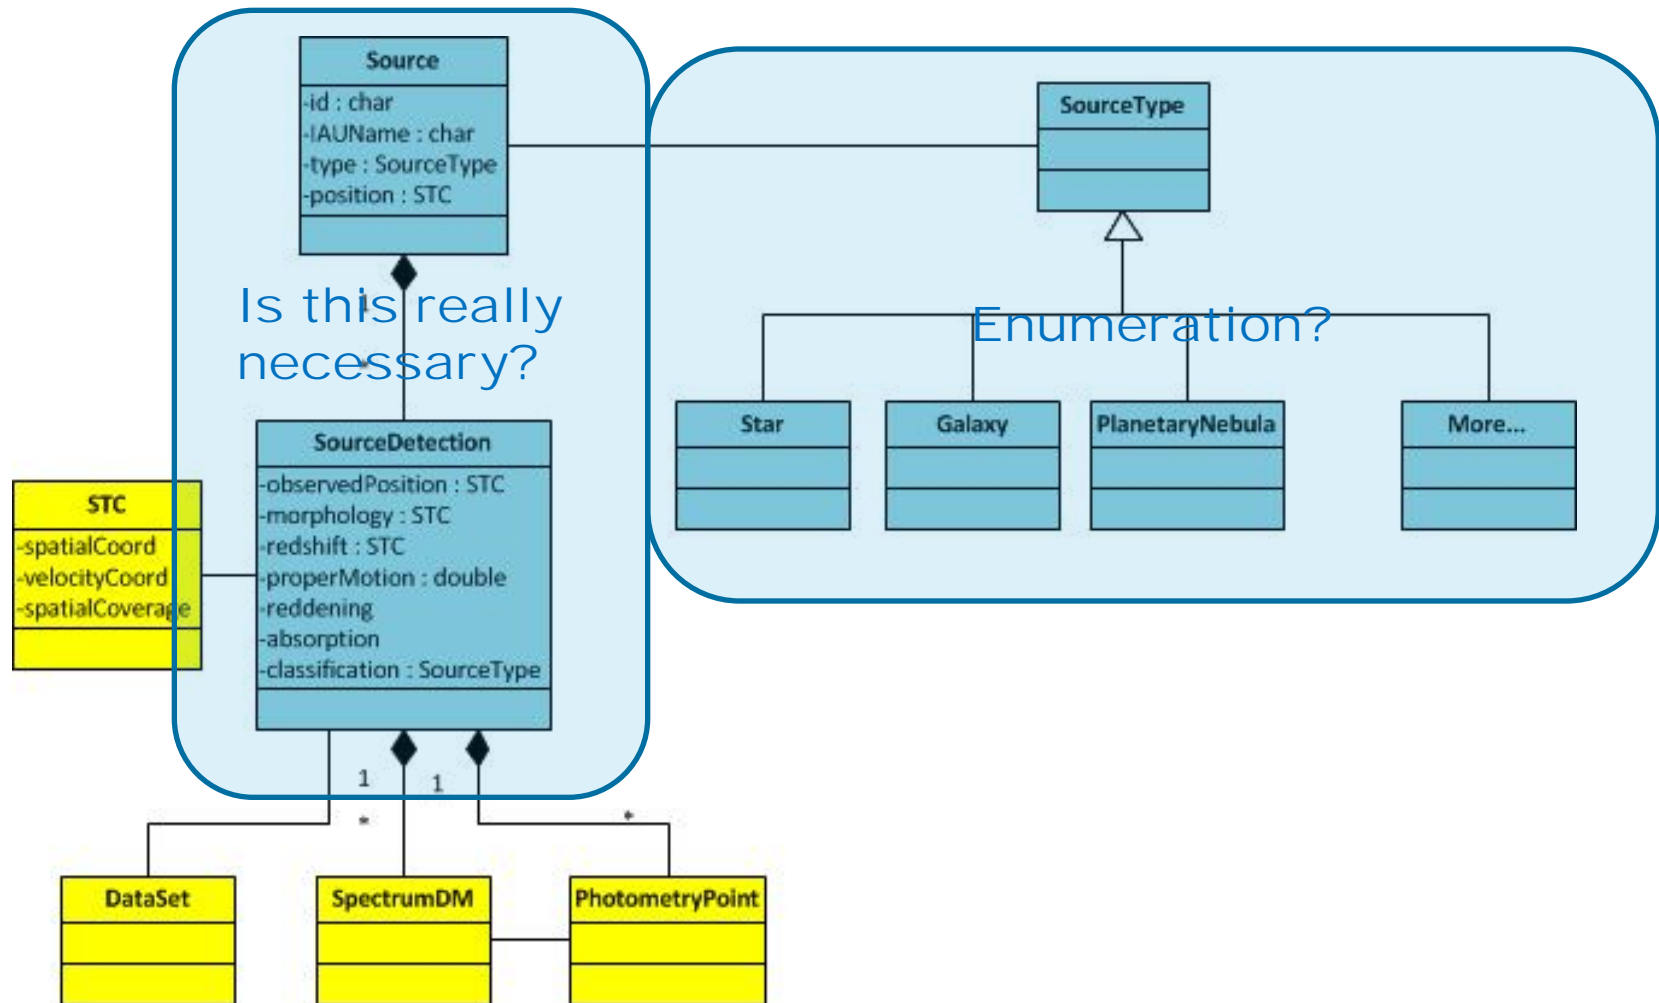 Source
-id : char
-IAUName : char
-type : SourceType
-position : STC
SourceType
1
Is this really
necessary?
*
Enumeration?
Star
Galaxy
PlanetaryNebula
More...
SourceDetection
-observedPosition : STC
-morphology : STC
-redshift : STC
-properMotion : double
-reddening
-absorption
-classification : SourceType
STC
-spatialCoord
-velocityCoord
-spatialCoverage
1
1
*
*
DataSet
SpectrumDM
PhotometryPoint